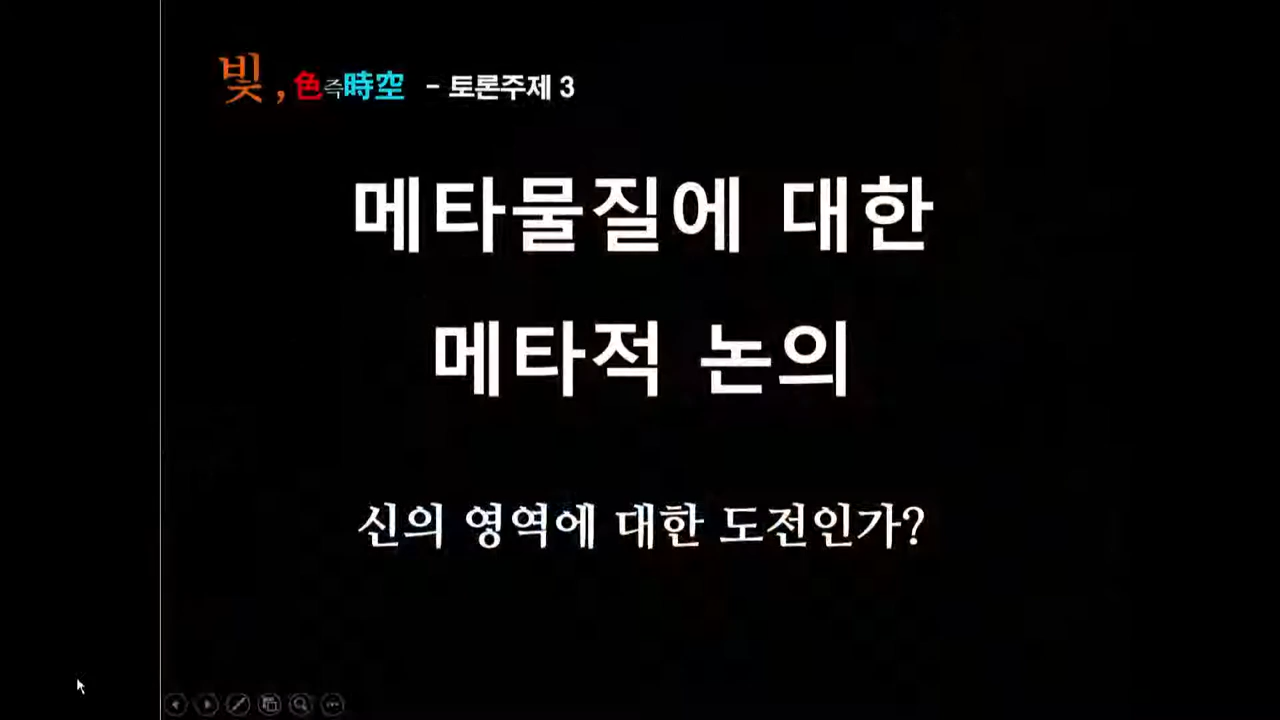 빛, 色즉時空 - 토론주제 3
메타물질에 대한
메타적 논의
신의 영역에 대한 도전인가?